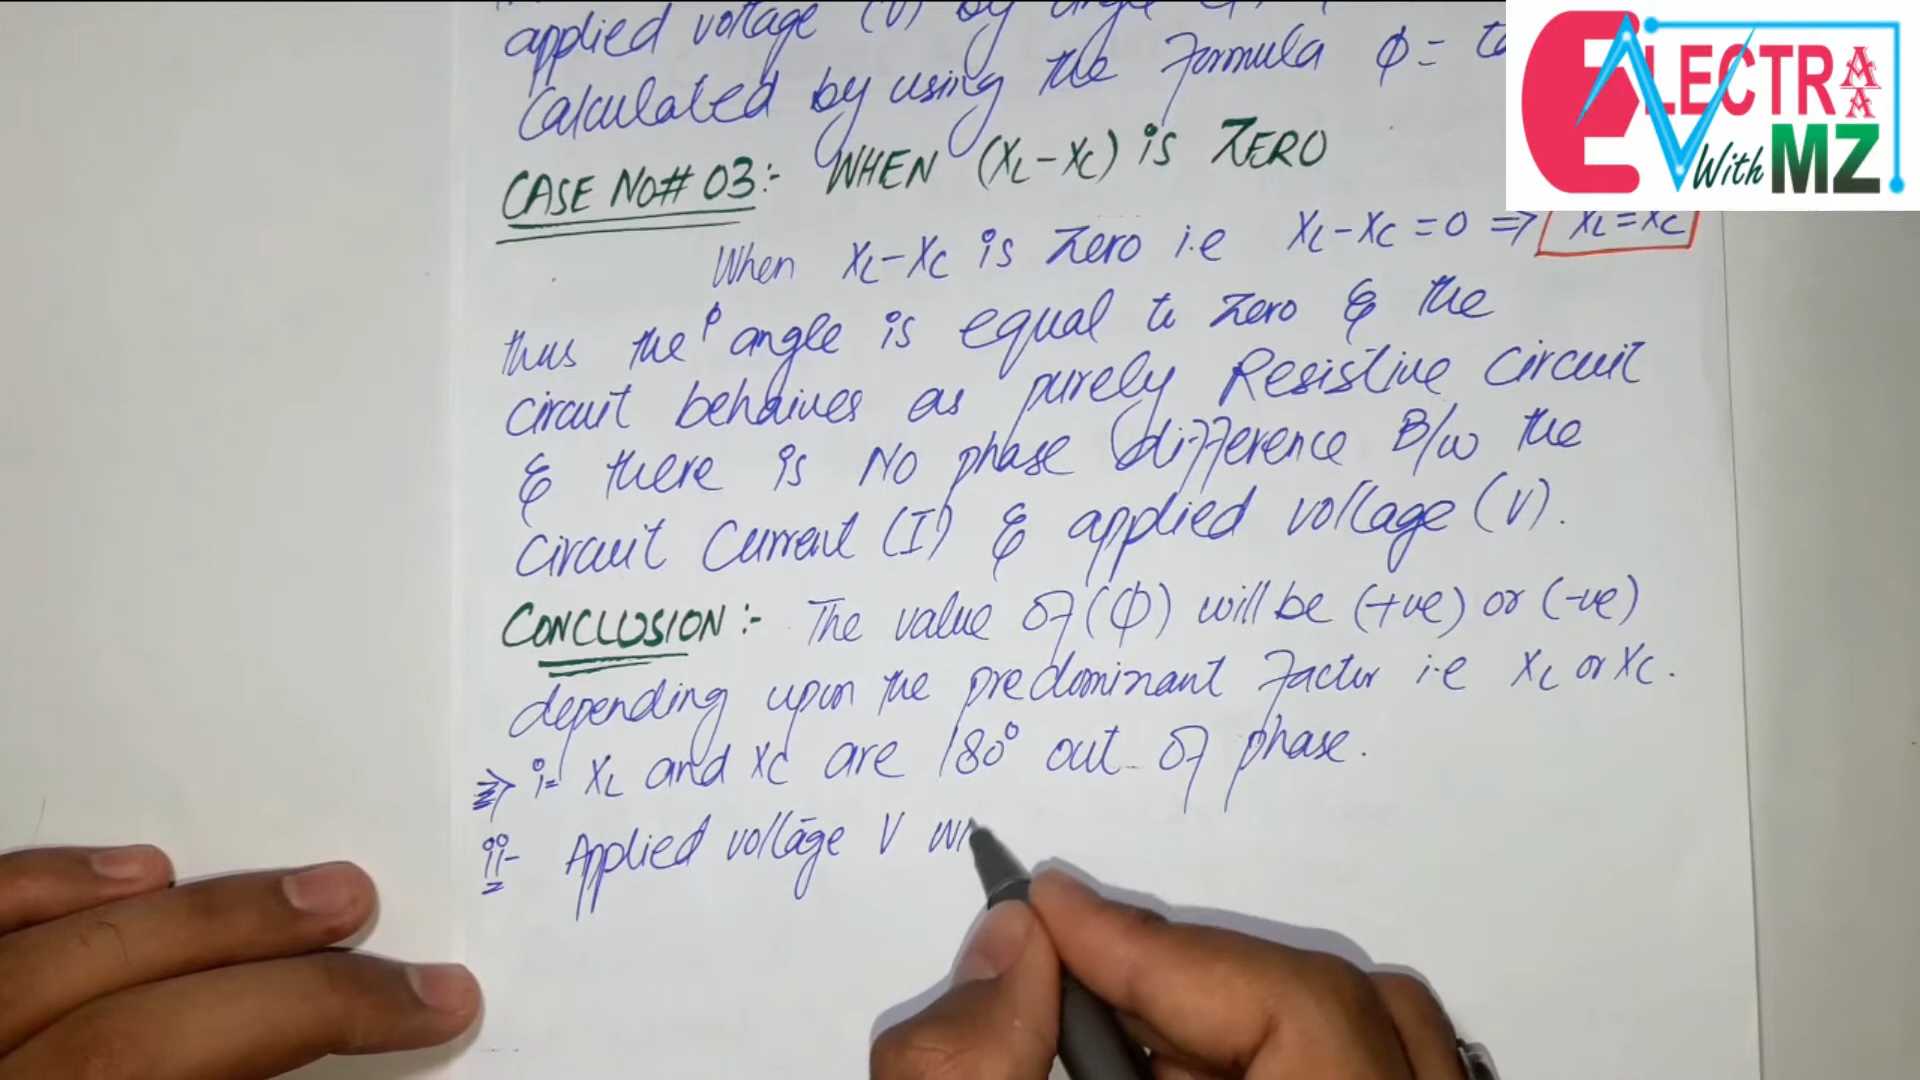 applied voltage (V) by angle
Calculated by using the Formula φ =
CASE NO# 03:- WHEN (XL-XC) is ZERO
When XL-XC is Zero i.e XL-XC = 0 => XL=XC
thus the φ angle is equal to Zero & the
circuit behaives as purely Resistive circuit
& there is No phase difference B/w the
circuit Current (I) & applied voltage (V).
CONCLUSION:- The value of (φ) will be (+ve) or (-ve)
depending upon the predominant Factor i.e XL or XC.
=> i= XL and XC are 180° out of phase.
ii- Applied voltage V
ELECTRA
With MZ